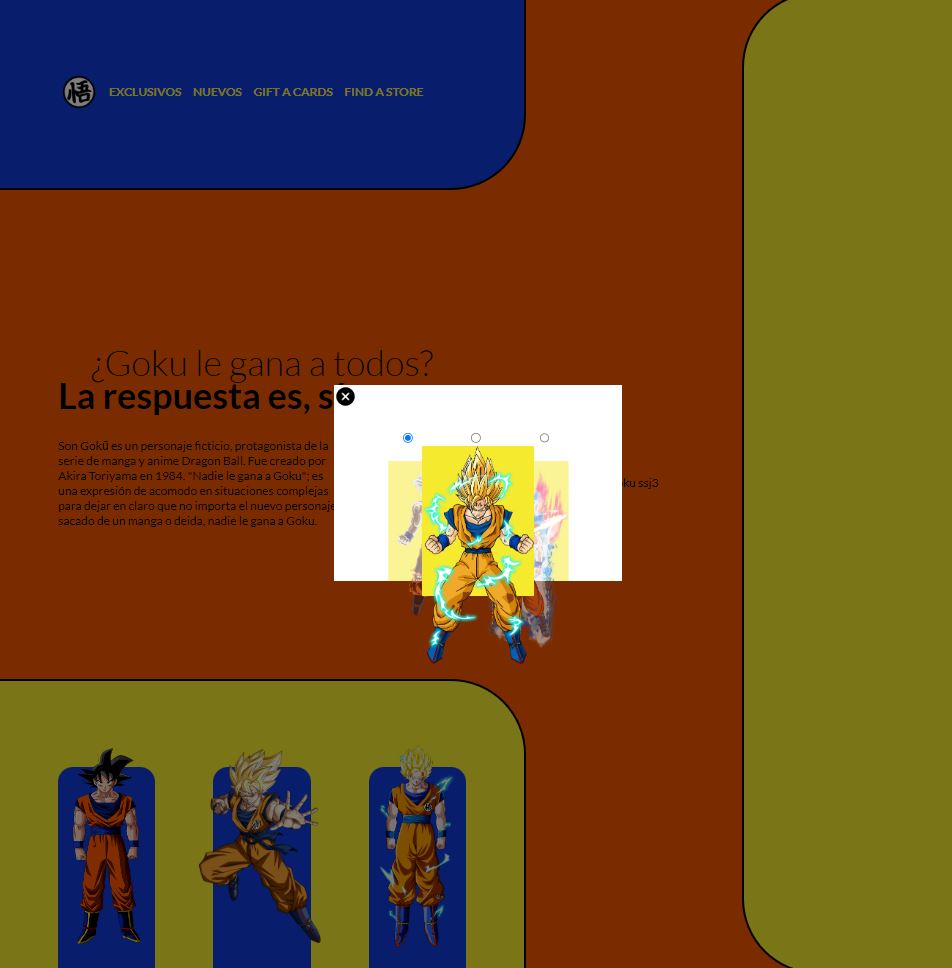 悟
EXCLUSIVOS NUEVOS GIFT A CARDS FIND A STORE
¿Goku le gana a todos?
La respuesta es, s
Son Gokū es un personaje ficticio, protagonista de la
serie de manga y anime Dragon Ball. Fue creado por
Akira Toriyama en 1984. "Nadie le gana a Goku"; es
una expresión de acomodo en situaciones complejas
para dejar en claro que no importa el nuevo personaje
sacado de un manga o deida, nadie le gana a Goku.
oku ssj3